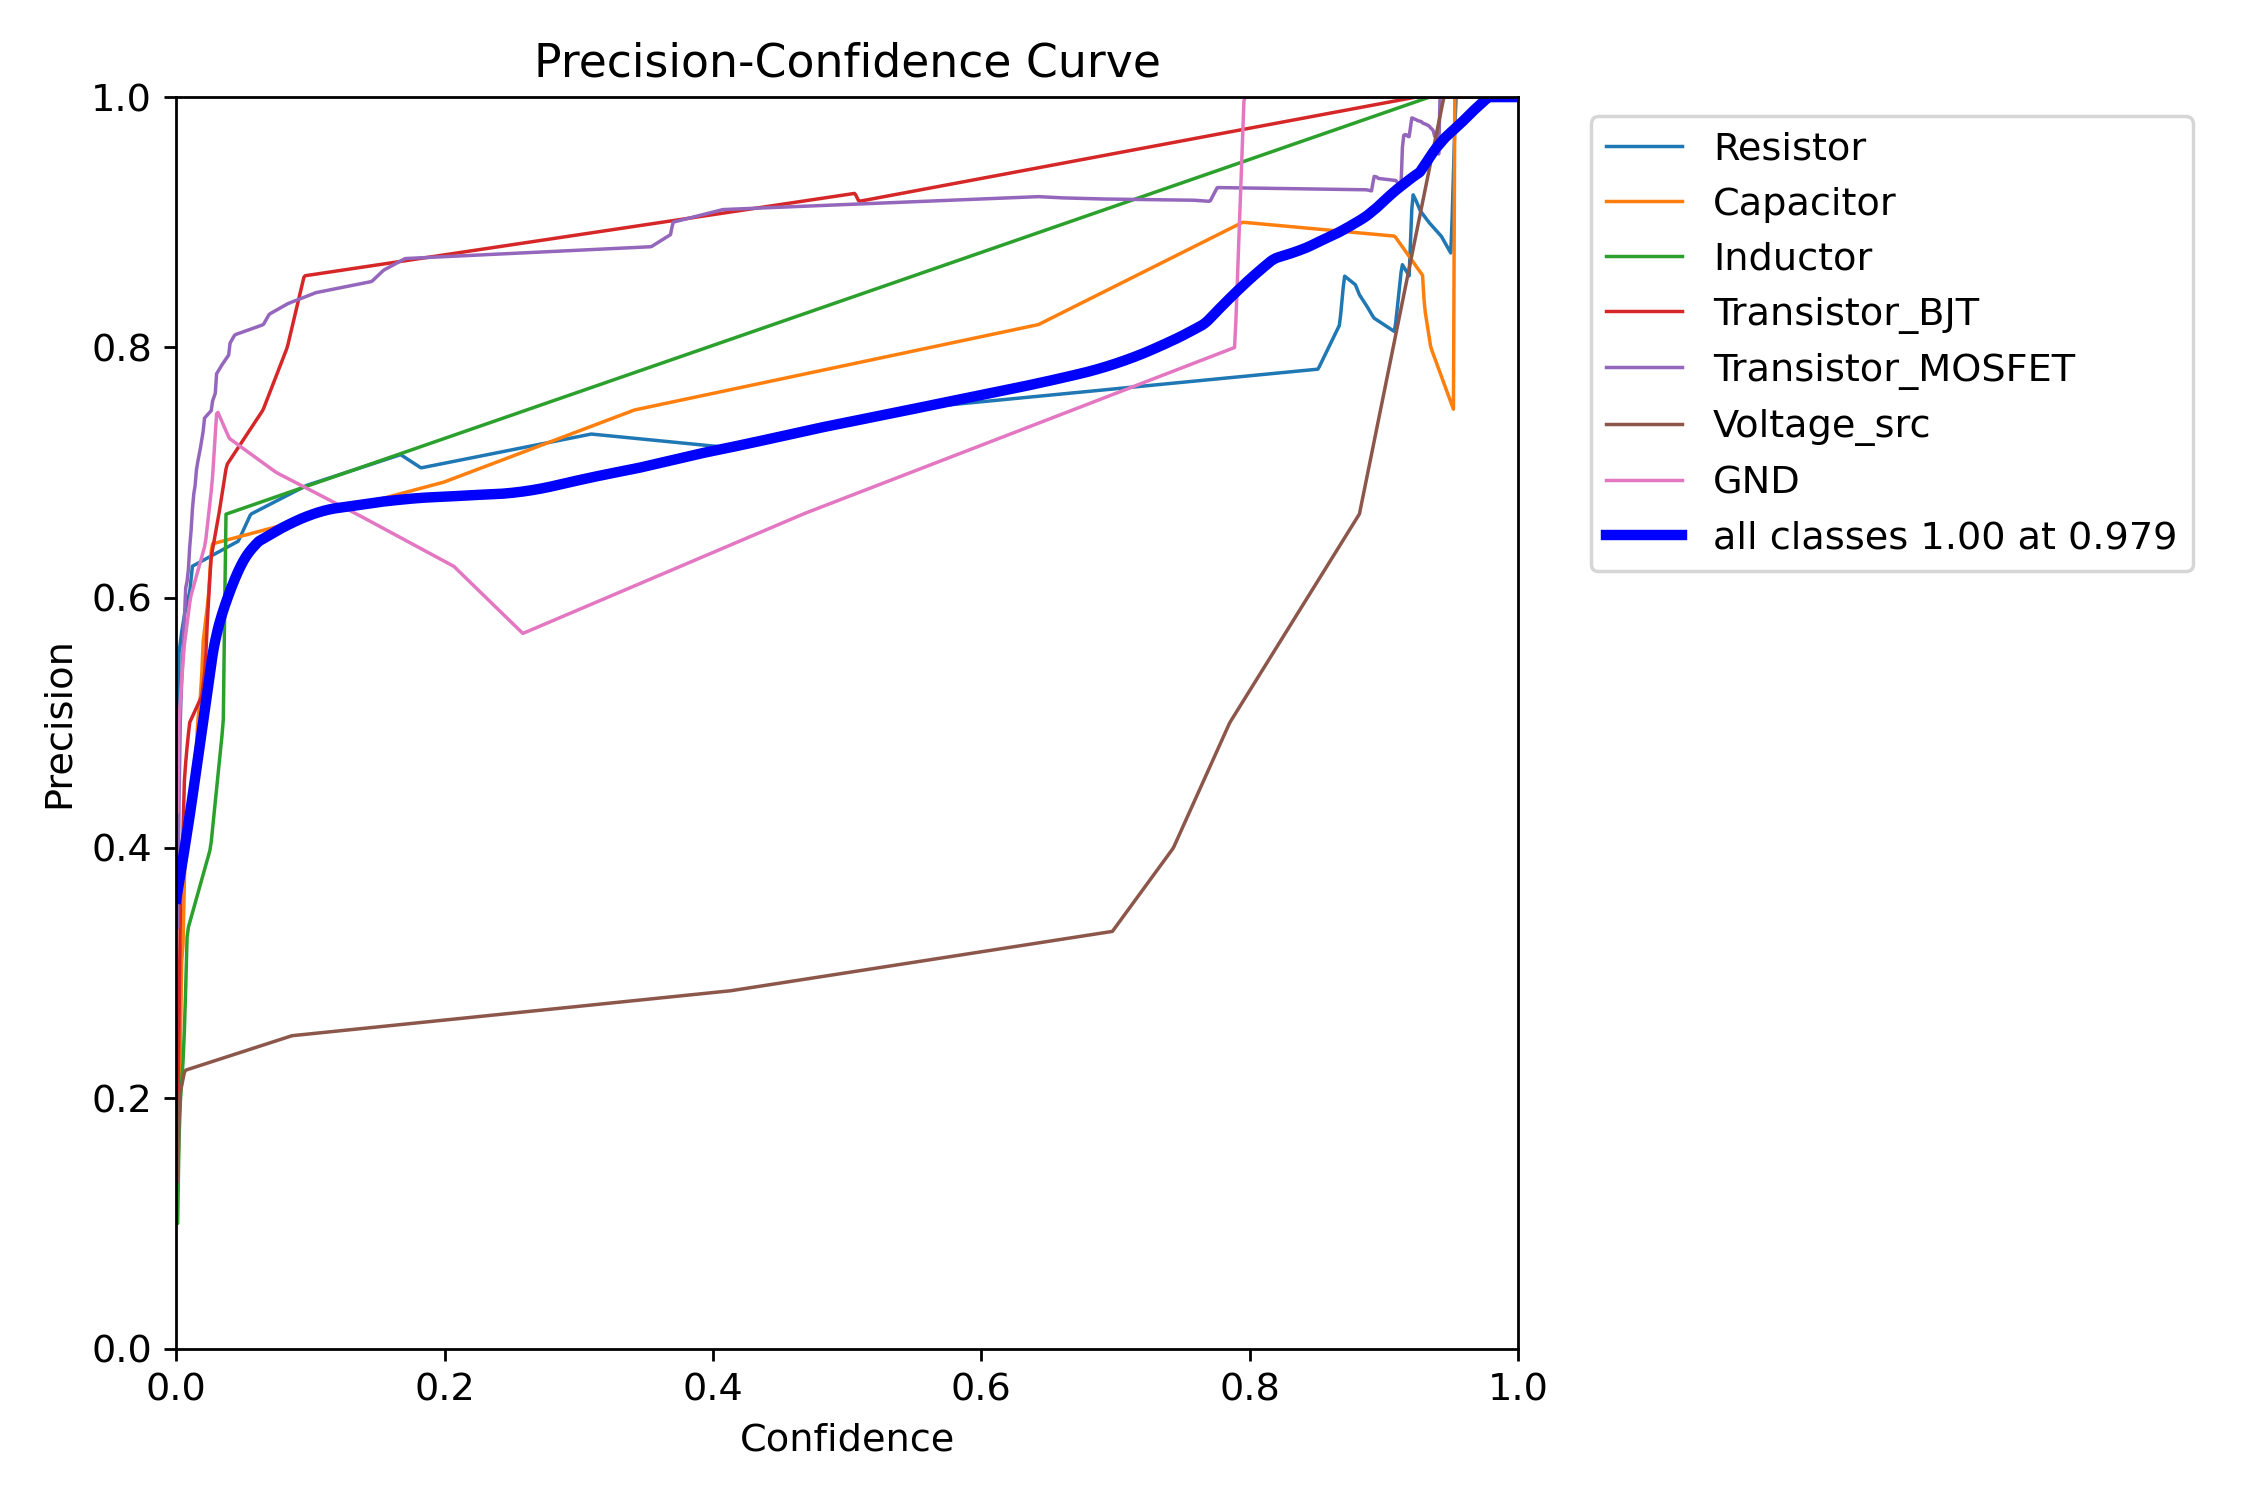 Precision-Confidence Curve
1.0
0.8
0.6
0.4
0.2
0.0
Precision
0.0 0.2 0.4 0.6 0.8 1.0
Confidence
Resistor
Capacitor
Inductor
Transistor_BJT
Transistor_MOSFET
Voltage_src
GND
all classes 1.00 at 0.979